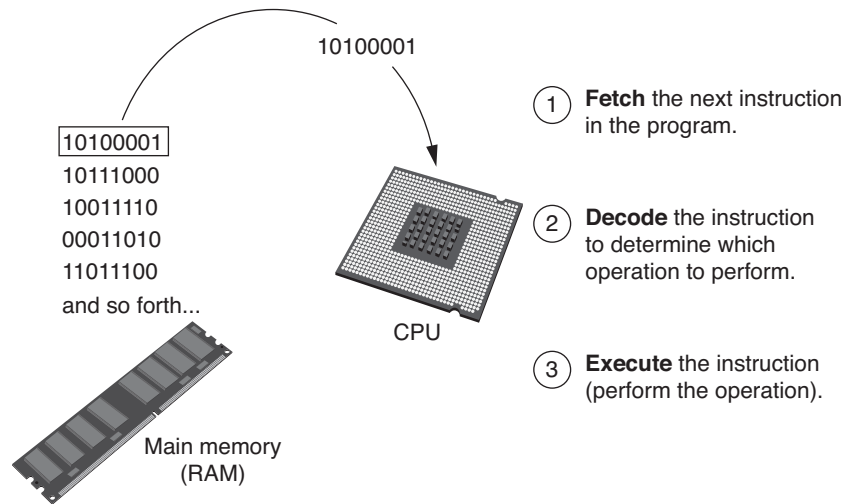 10100001
10100001
10111000
10011110
00011010
11011100
and so forth...
Main memory
(RAM)
CPU
1 Fetch the next instruction
in the program.
2 Decode the instruction
to determine which
operation to perform.
3 Execute the instruction
(perform the operation).